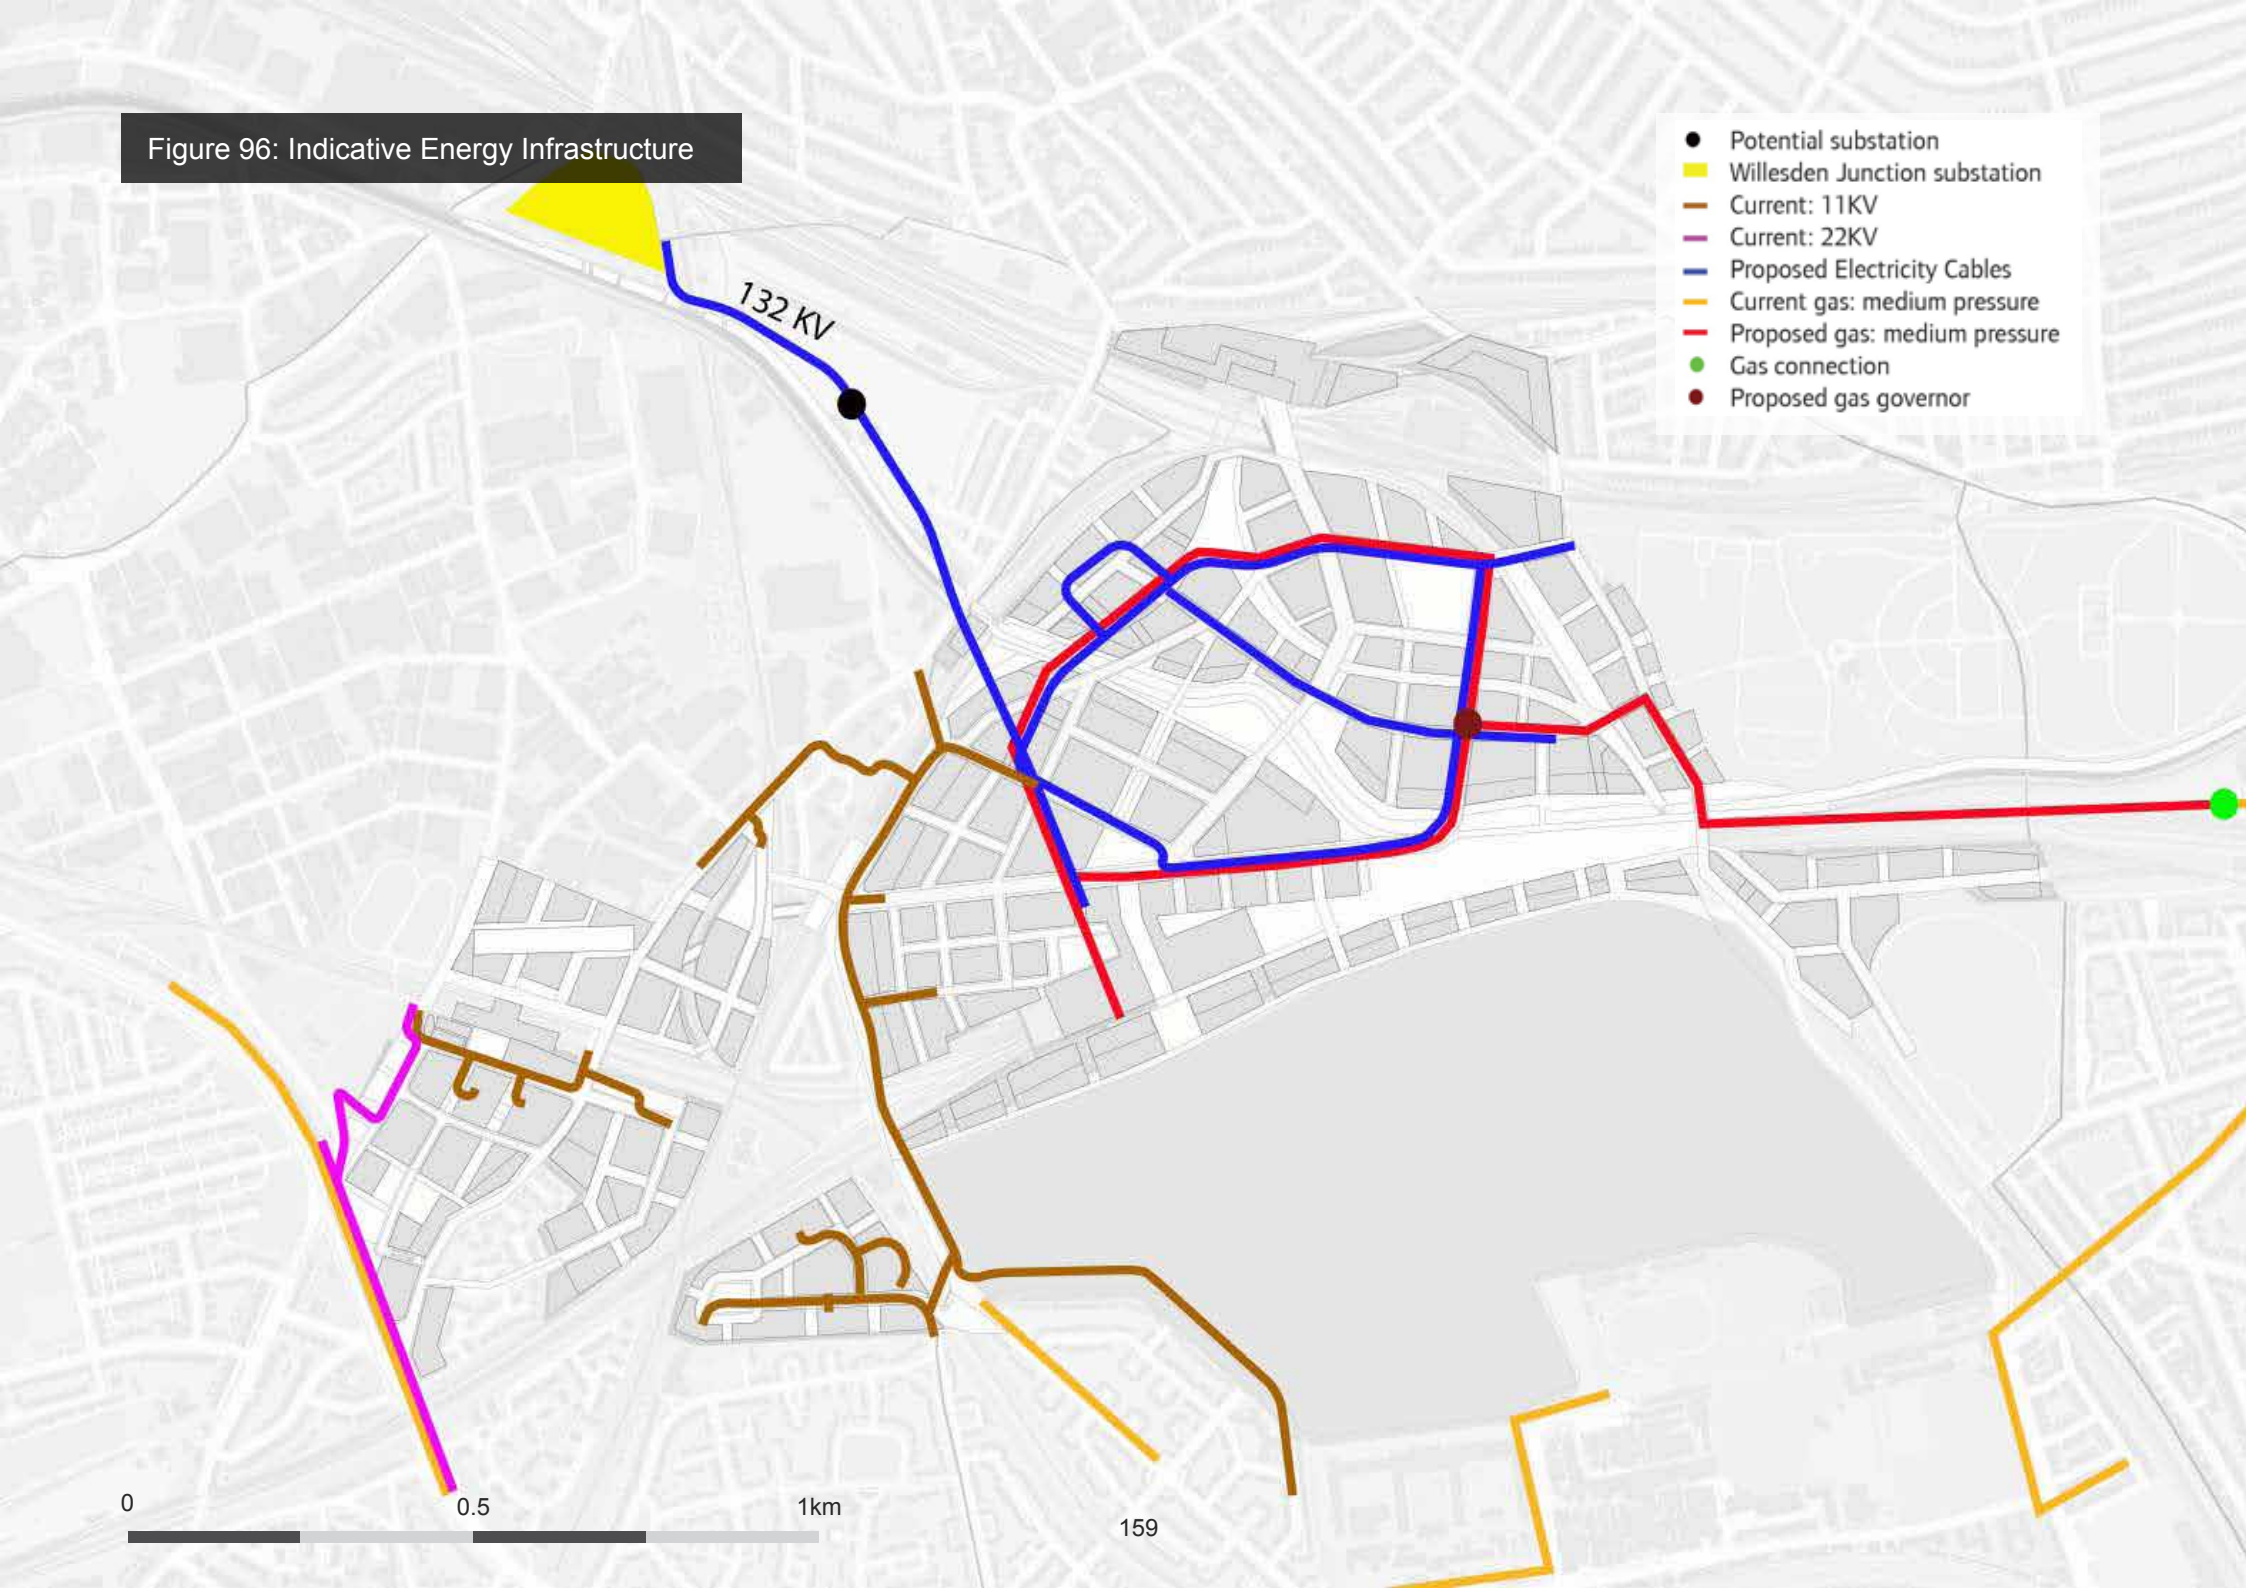 Figure 96: Indicative Energy Infrastructure
Potential substation
Willesden Junction substation
Current: 11KV
Current: 22KV
Proposed Electricity Cables
Current gas: medium pressure
Proposed gas: medium pressure
Gas connection
Proposed gas governor
132 KV
0
0.5
1km
159